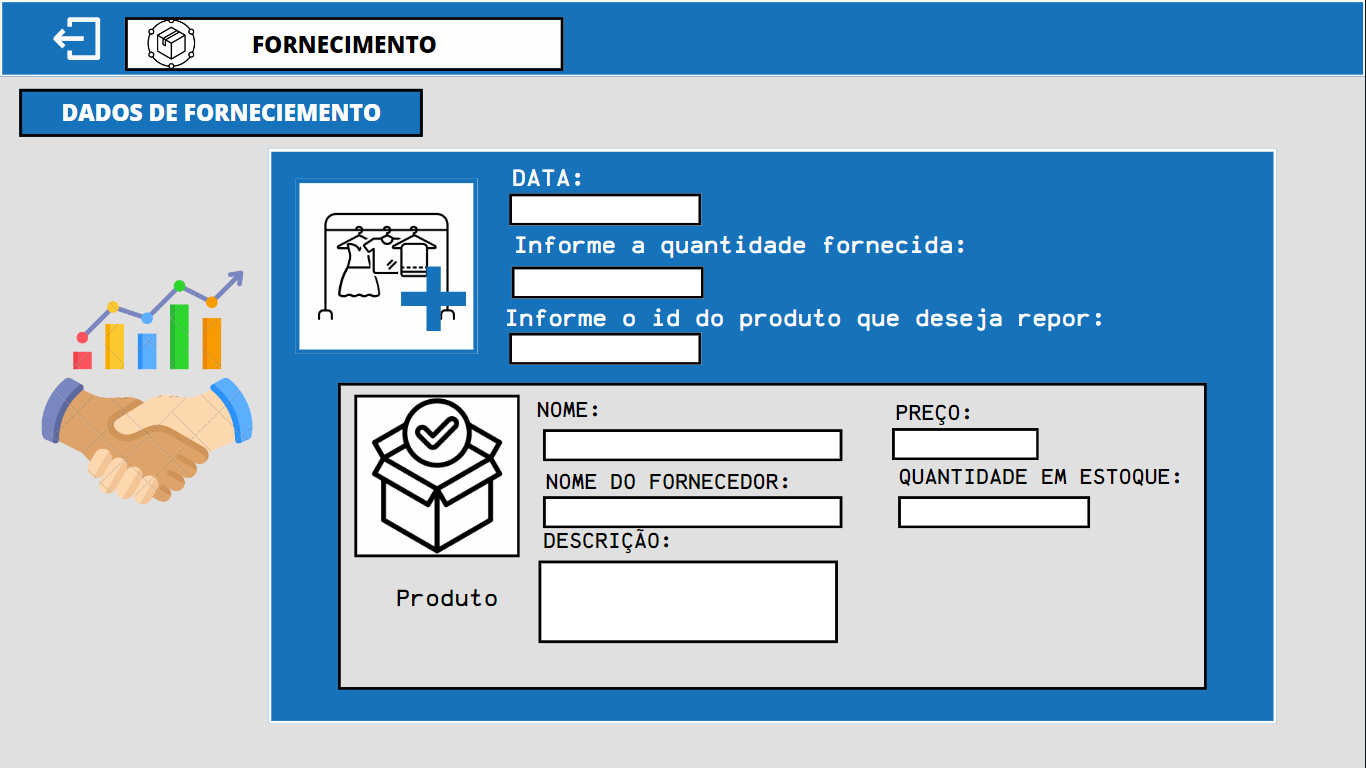 FORNECIMENTO
DADOS DE FORNECIEMENTO
DATA:
Informe a quantidade fornecida:
Informe o id do produto que deseja repor:
NOME:
PREÇO:
NOME DO FORNECEDOR:
QUANTIDADE EM ESTOQUE:
DESCRIÇÃO:
Produto